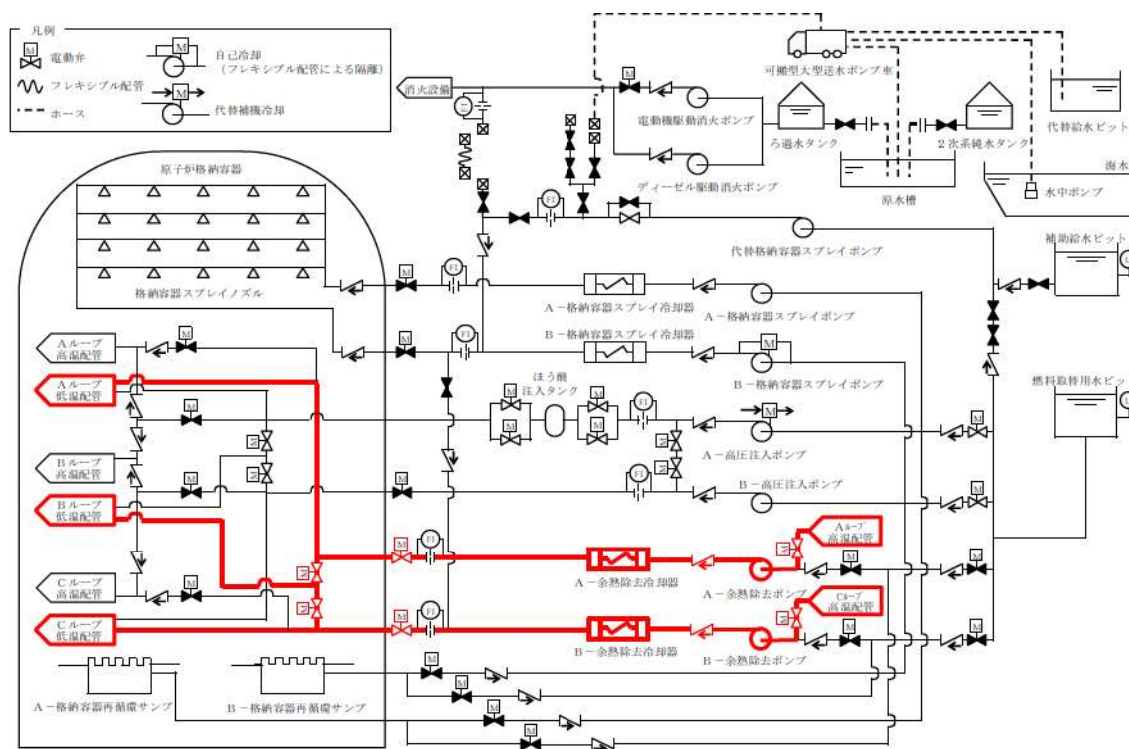 凡例
M
電動弁
フレキシブル配管
ホース
M
自己冷却
(フレキシブル配管による隔離)
M
代替補機冷却
可搬型大型送水ポンプ車
消火設備
M
電動機駆動消火ポンプ
ディーゼル駆動消火ポンプ
ろ過水タンク
2次系純水タンク
代替給水ピット
海水
水中ポンプ
原水槽
原子炉格納容器
格納容器スプレイノズル
FI
代替格納容器スプレイポンプ
補助給水ピット
M
FI
A-格納容器スプレイ冷却器
A-格納容器スプレイポンプ
M
FI
B-格納容器スプレイ冷却器
M
B-格納容器スプレイポンプ
燃料取替用水ピット
Aループ
高温配管
M
Aループ
低温配管
M
M
M
ほう酸
注入タンク
M
M
FI
M
A-高圧注入ポンプ
M
Bループ
高温配管
M
M
M
M
M
M
FI
B-高圧注入ポンプ
M
Bループ
低温配管
M
FI
A-余熱除去冷却器
A-余熱除去ポンプ
M
Aループ
高温配管
M
M
Cループ
高温配管
M
M
M
Cループ
低温配管
M
FI
B-余熱除去冷却器
B-余熱除去ポンプ
M
Cループ
高温配管
M
M
A-格納容器再循環サンプ
B-格納容器再循環サンプ
M
M
M
M